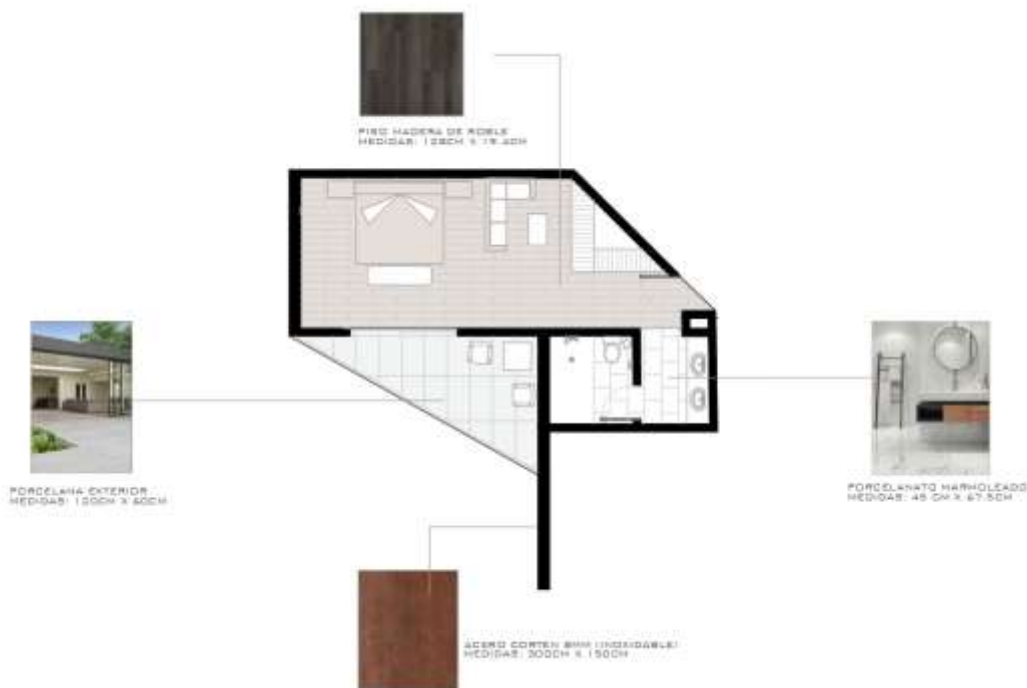 PISO MADERA DE ROBLE
MEDIDAS: 128CM X 19.4CM
PORCELANA EXTERIOR
MEDIDAS: 120CM X 60CM
PORCELANATO MARMOLEADO
MEDIDAS: 45 CM X 67.5CM
ACERO CORTEN 8MM (INOXIDABLE)
MEDIDAS: 300CM X 150CM